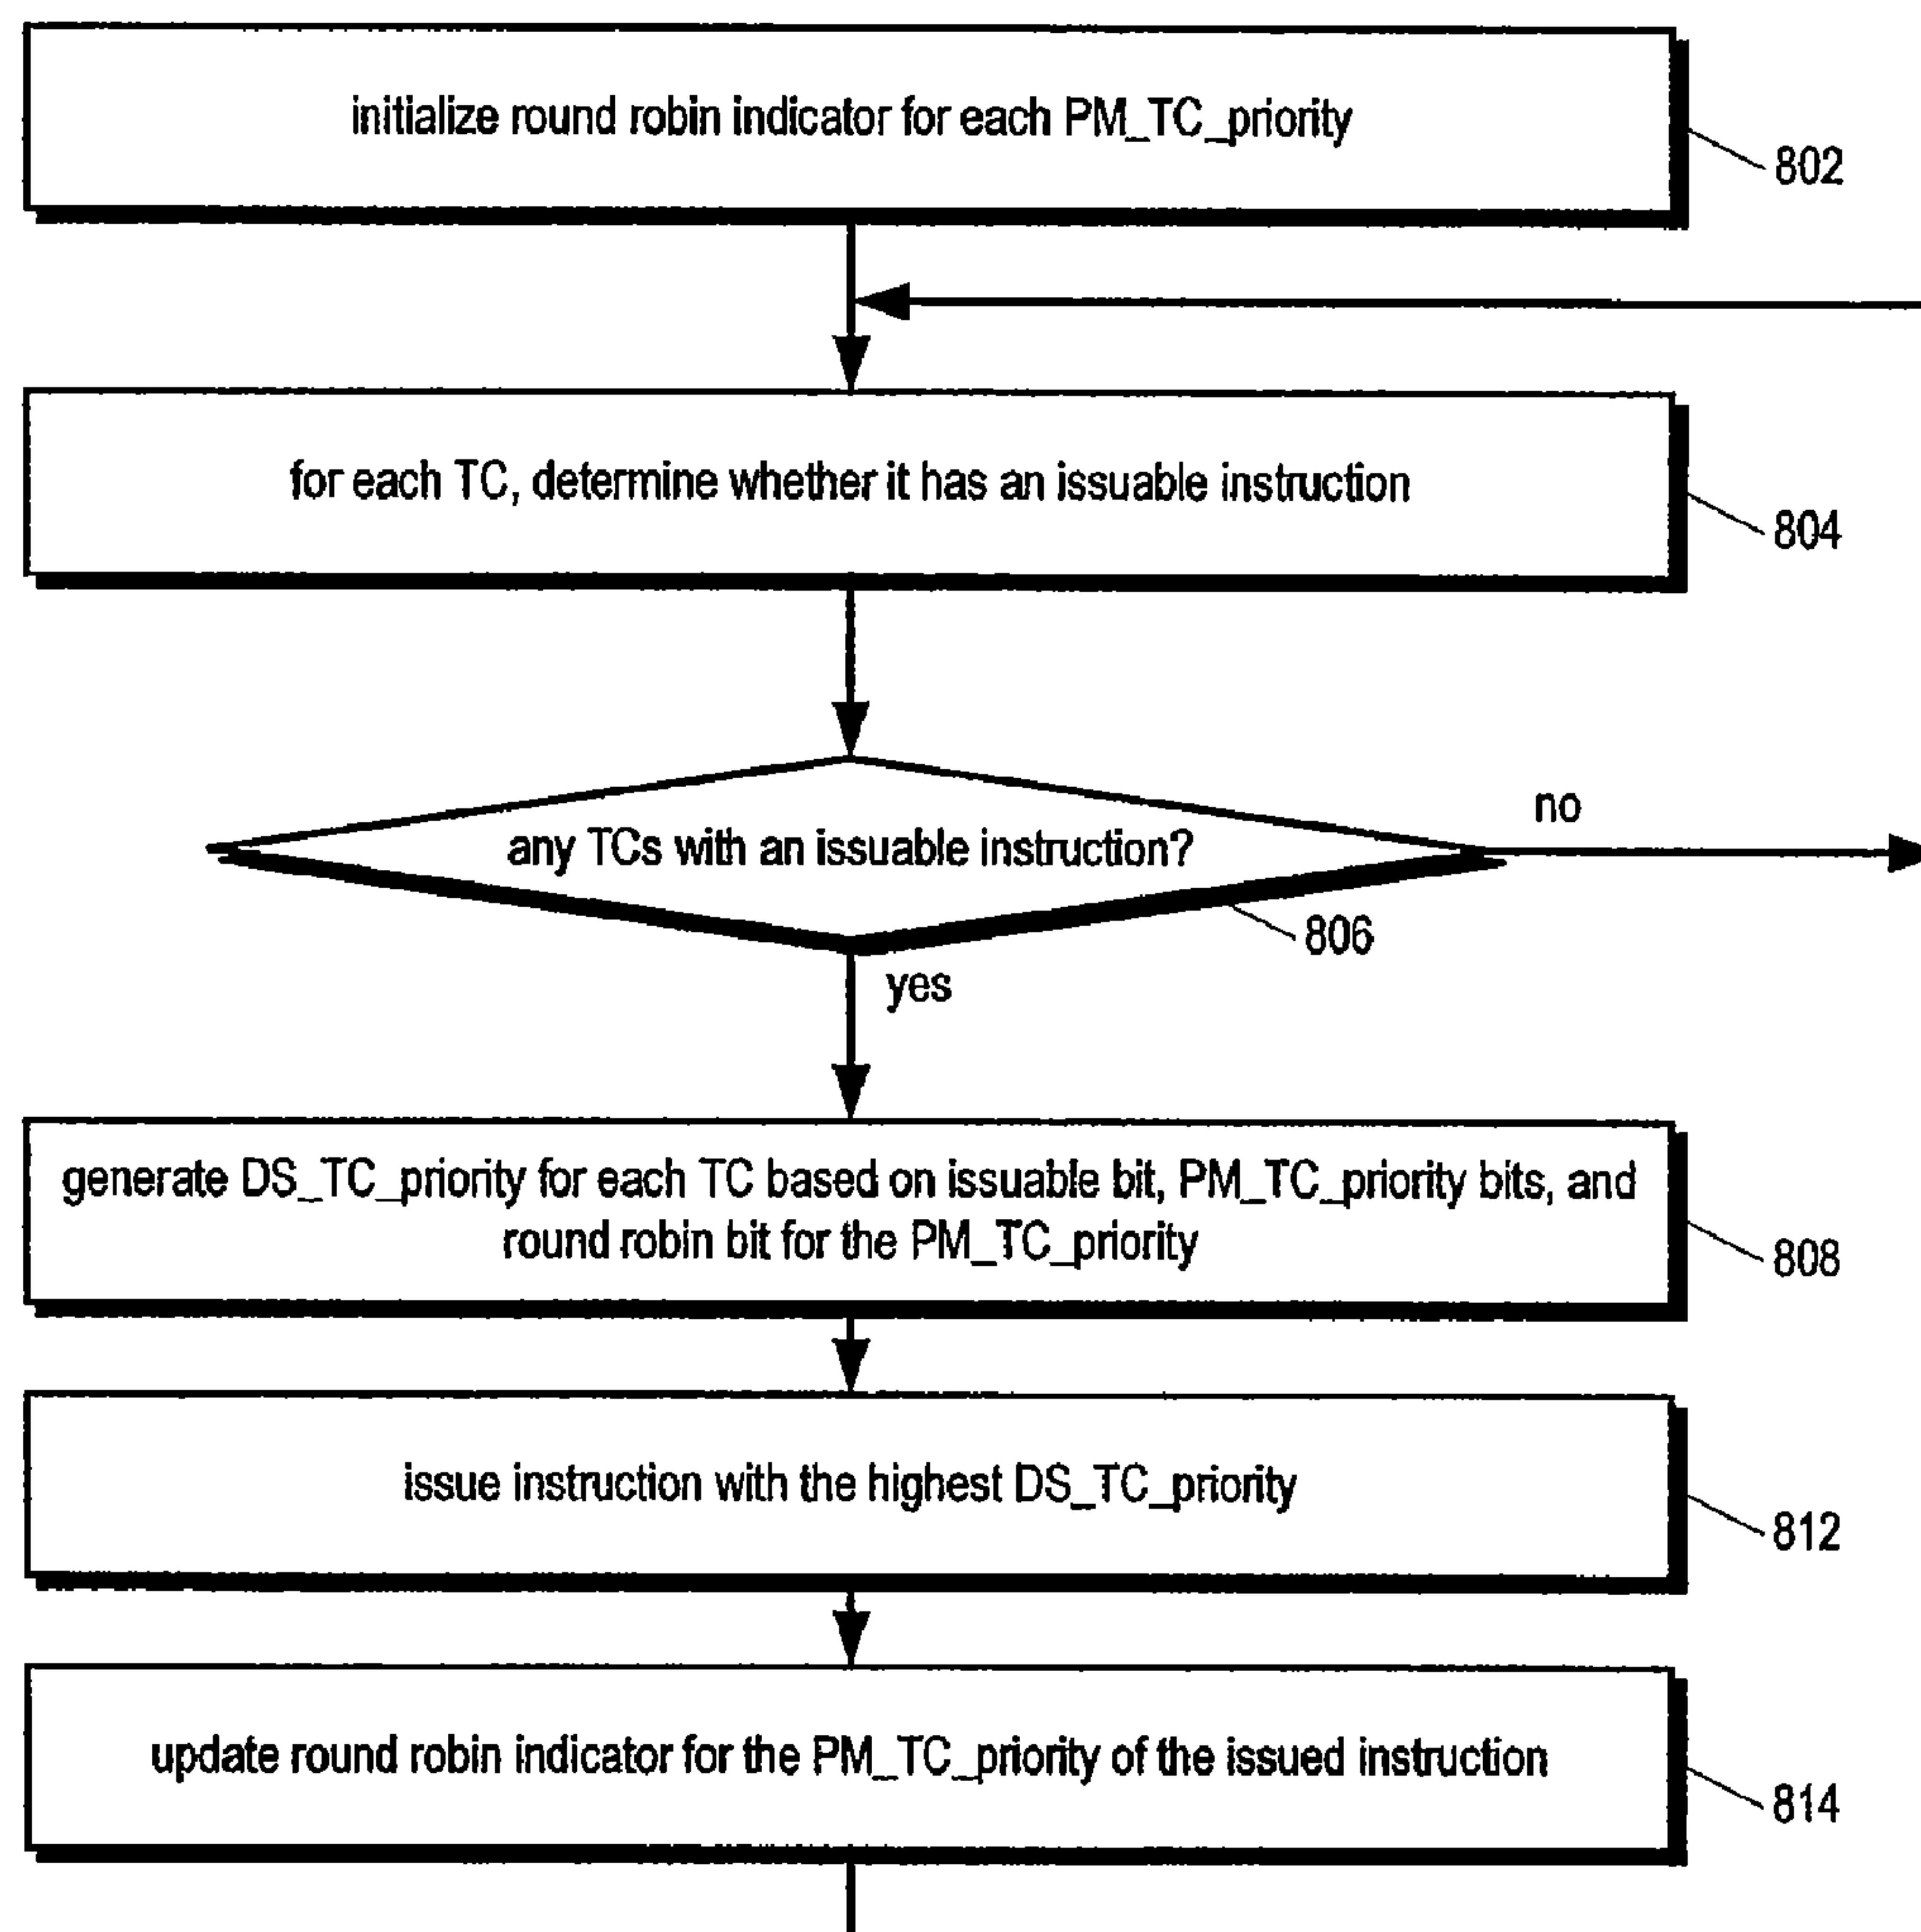 initialize round robin indicator for each PM_TC_priority
802
for each TC, determine whether it has an issuable instruction
804
any TCs with an issuable instruction?
no
806
yes
generate DS_TC_priority for each TC based on issuable bit, PM_TC_priority bits, and
round robin bit for the PM_TC_priority
808
issue instruction with the highest DS_TC_priority
812
update round robin indicator for the PM_TC_priority of the issued instruction
814